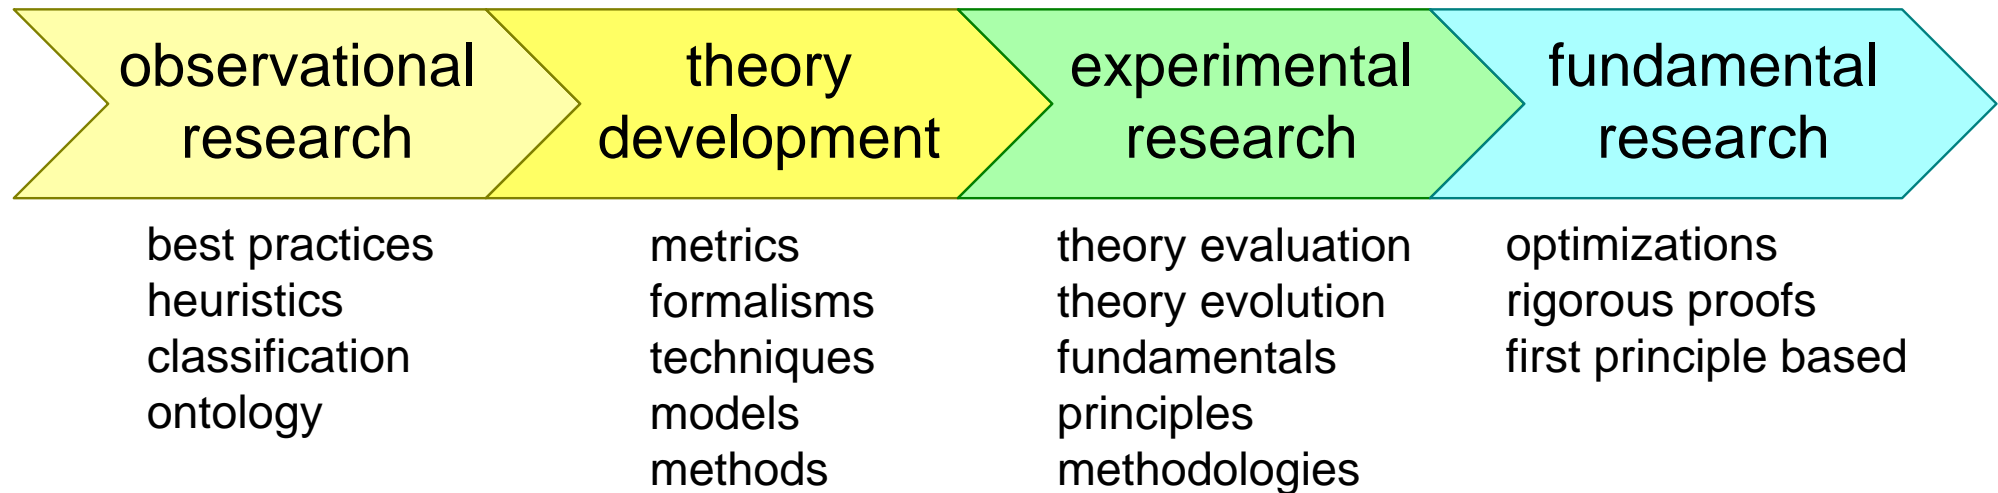 observational
research
theory
development
experimental
research
fundamental
research
best practices
heuristics
classification
ontology
metrics
formalisms
techniques
models
methods
theory evaluation
theory evolution
fundamentals
principles
methodologies
optimizations
rigorous proofs
first principle based